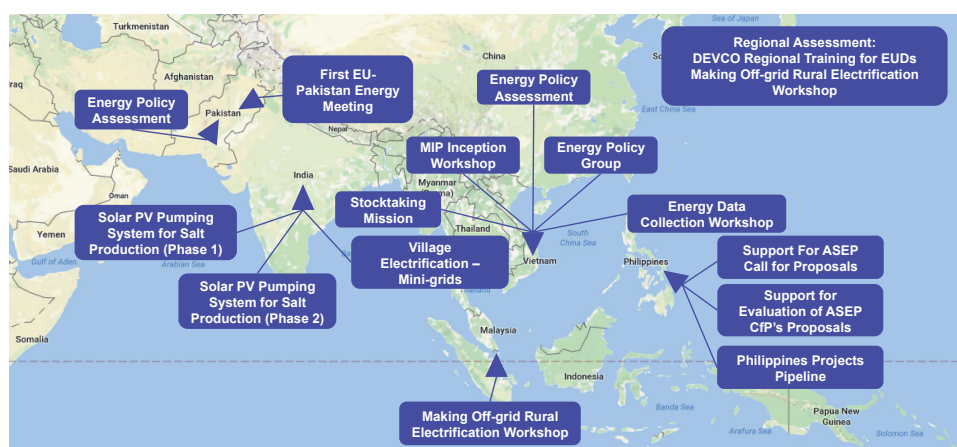 Sea of Japan
Turkmenistan
China
Regional Assessment:
DEVCO Regional Training for EUDs
Making Off-grid Rural Electrification
Workshop
Afghanistan
First EU-
Pakistan Energy
Meeting
Energy Policy
Assessment
Energy Policy
Assessment
Pakistan
East China Sea
Nepal
MIP Inception
Workshop
Energy Policy
Group
India
Myanmar
Saudi Arabia
Oman
Stocktaking
Mission
Energy Data
Collection Workshop
Solar PV Pumping
System for Salt
Production (Phase 1)
Thailand
Yemen
South
China Sea
Gulf of Aden
Arabian Sea
Village
Electrification –
Mini-grids
Vietnam
Philippines
Support For ASEP
Call for Proposals
Solar PV Pumping
System for Salt
Production (Phase 2)
Support for
Evaluation of ASEP
CfP's Proposals
Somalia
Malaysia
Philippines Projects
Pipeline
Indonesia
Making Off-grid Rural
Electrification Workshop
Banda Sea
Papua New
Guinea
Arafura Sea
Solomon Sea